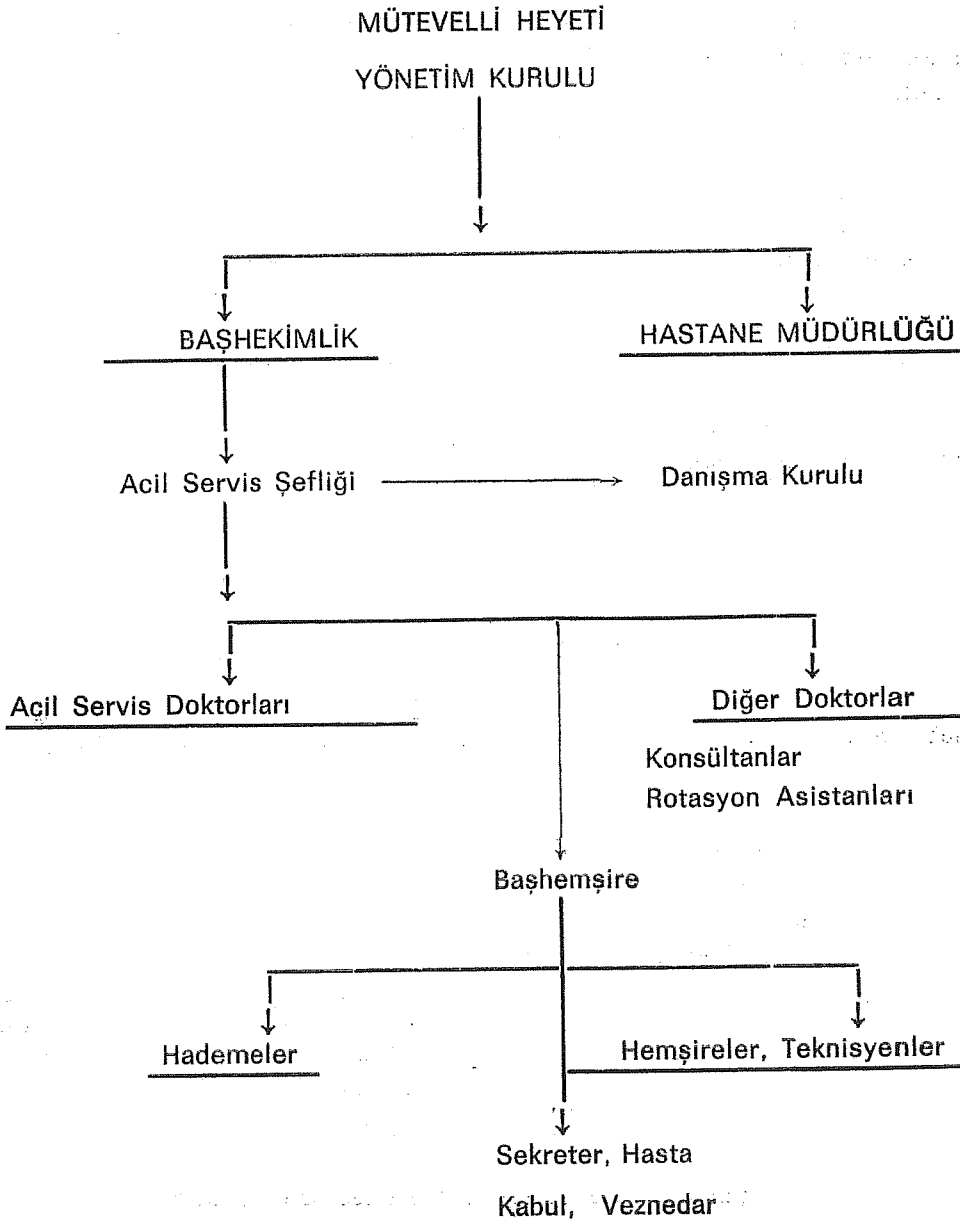 MÜTEVELLİ HEYETİ
YÖNETİM KURULU
BAŞHEKİMLİK
HASTANE MÜDÜRLÜĞÜ
Acil Servis Şefliği
Danışma Kurulu
Acil Servis Doktorları
Diğer Doktorlar
Konsültanlar
Rotasyon Asistanları
Başhemşire
Hademeler
Hemşireler, Teknisyenler
Sekreter, Hasta
Kabul, Veznedar